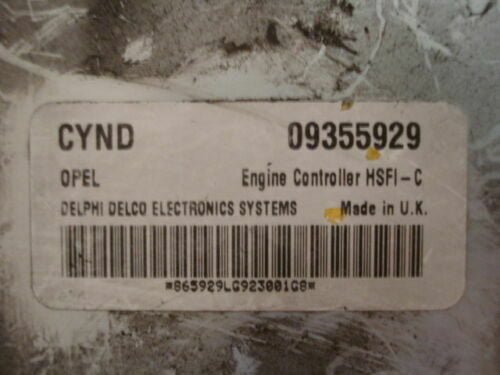 CYND 09355929
OPEL Engine Controller HSFI-C
DELPHI DELCO ELECTRONICS SYSTEMS Made in U.K.
*865929LG923001G8*